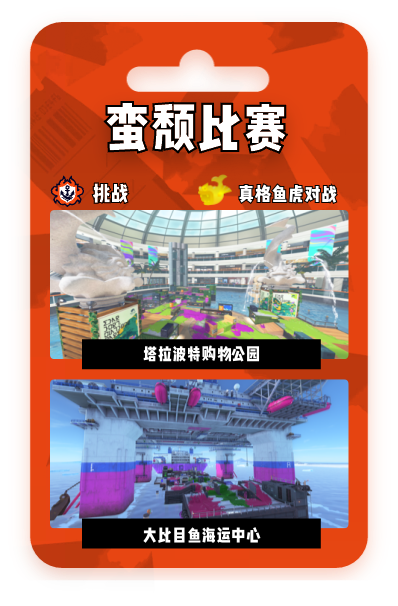 蛮颓比赛
挑战
真格鱼虎对战
塔拉波特购物公园
大比目鱼海运中心